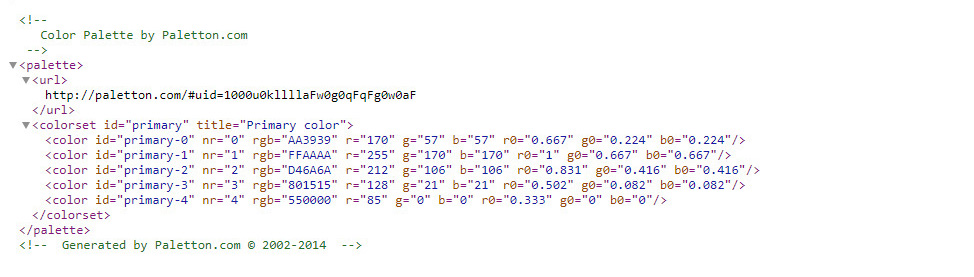 <!--
Color Palette by Paletton.com
-->
<palette>
<url>
http://paletton.com/#uid=1000u0kllllaFw0g0qFqFg0w0aF
</url>
<colorset id="primary" title="Primary color">
<color id="primary-0" nr="0" rgb="AA3939" r="170" g="57" b="57" r0="0.667" g0="0.224" b0="0.224"/>
<color id="primary-1" nr="1" rgb="FFAAAA" r="255" g="170" b="170" r0="1" g0="0.667" b0="0.667"/>
<color id="primary-2" nr="2" rgb="D46A6A" r="212" g="106" b="106" r0="0.831" g0="0.416" b0="0.416"/>
<color id="primary-3" nr="3" rgb="801515" r="128" g="21" b="21" r0="0.502" g0="0.082" b0="0.082"/>
<color id="primary-4" nr="4" rgb="550000" r="85" g="0" b="0" r0="0.333" g0="0" b0="0"/>
</colorset>
</palette>
<!-- Generated by Paletton.com © 2002-2014 -->